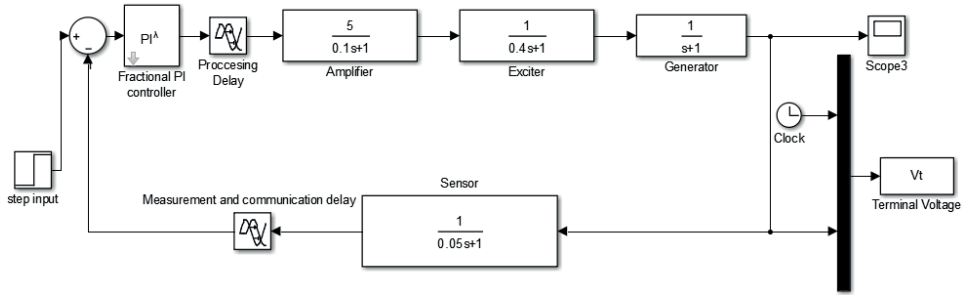 +
−
PI^λ
Fractional PI
controller
Proccesing
Delay
5
0.1s+1
Amplifier
1
0.4s+1
Exciter
1
s+1
Generator
Scope3
Clock
step input
Measurement and communication delay
Sensor
1
0.05s+1
Vt
Terminal Voltage